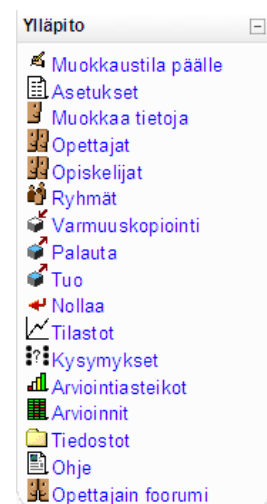 Ylläpito
Muokkaustila päälle
Asetukset
Muokkaa tietoja
Opettajat
Opiskelijat
Ryhmät
Varmuuskopiointi
Palauta
Tuo
Nollaa
Tilastot
Kysymykset
Arviointiasteikot
Arvioinnit
Tiedostot
Ohje
Opettajain foorumi